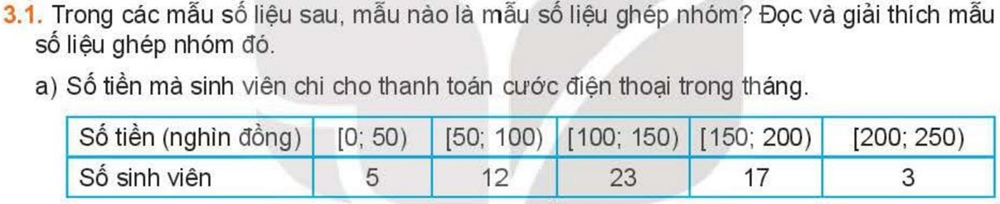 3.1. Trong các mẫu số liệu sau, mẫu nào là mẫu số liệu ghép nhóm? Đọc và giải thích mẫu
số liệu ghép nhóm đó.
a) Số tiền mà sinh viên chi cho thanh toán cước điện thoại trong tháng.
Số tiền (nghìn đồng) [0; 50) [50; 100) [100; 150) [150; 200) [200; 250)
Số sinh viên 5 12 23 17 3